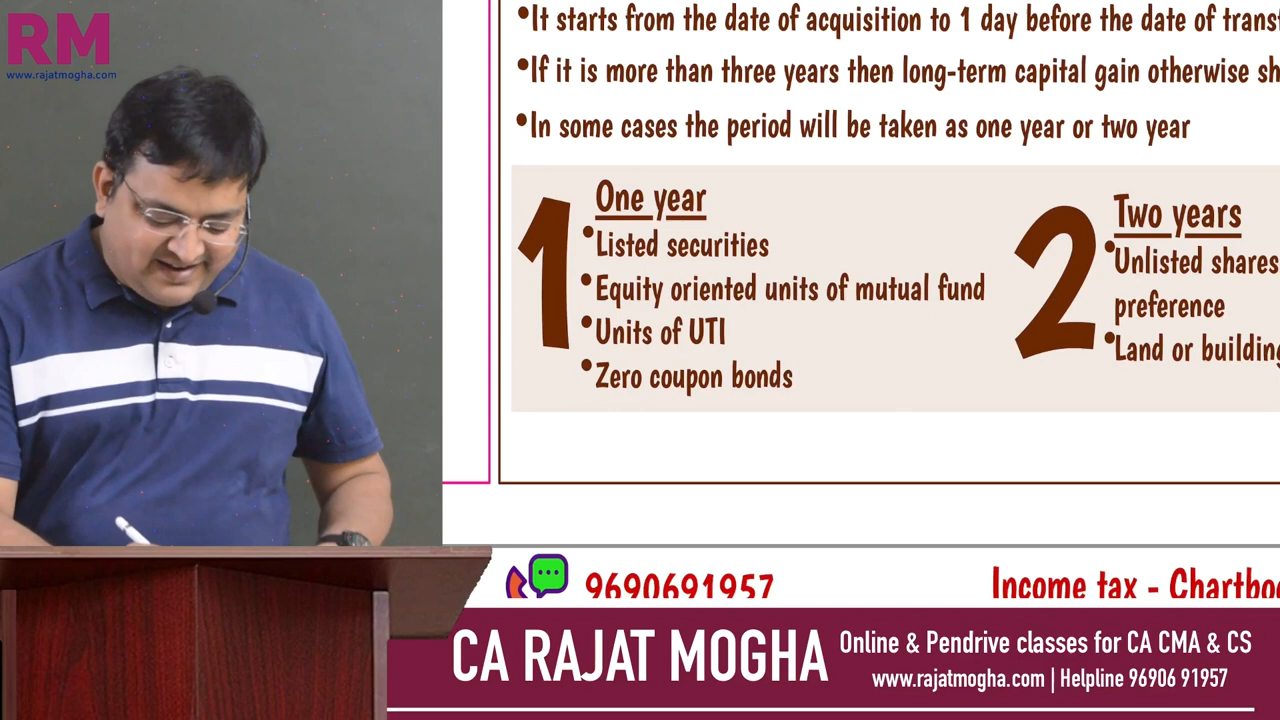 RM
www.rajatmogha.com
•It starts from the date of acquisition to 1 day before the date of
•If it is more than three years then long-term capital gain otherwise
•In some cases the period will be taken as one year or two year
1
One year
•Listed securities
•Equity oriented units of mutual fund
•Units of UTI
•Zero coupon bonds
2
Two years
•Unlisted shares
preference
•Land or building
9690691957
Income tax -
CA RAJAT MOGHA
Online & Pendrive classes for CA CMA & CS
www.rajatmogha.com | Helpline 96906 91957